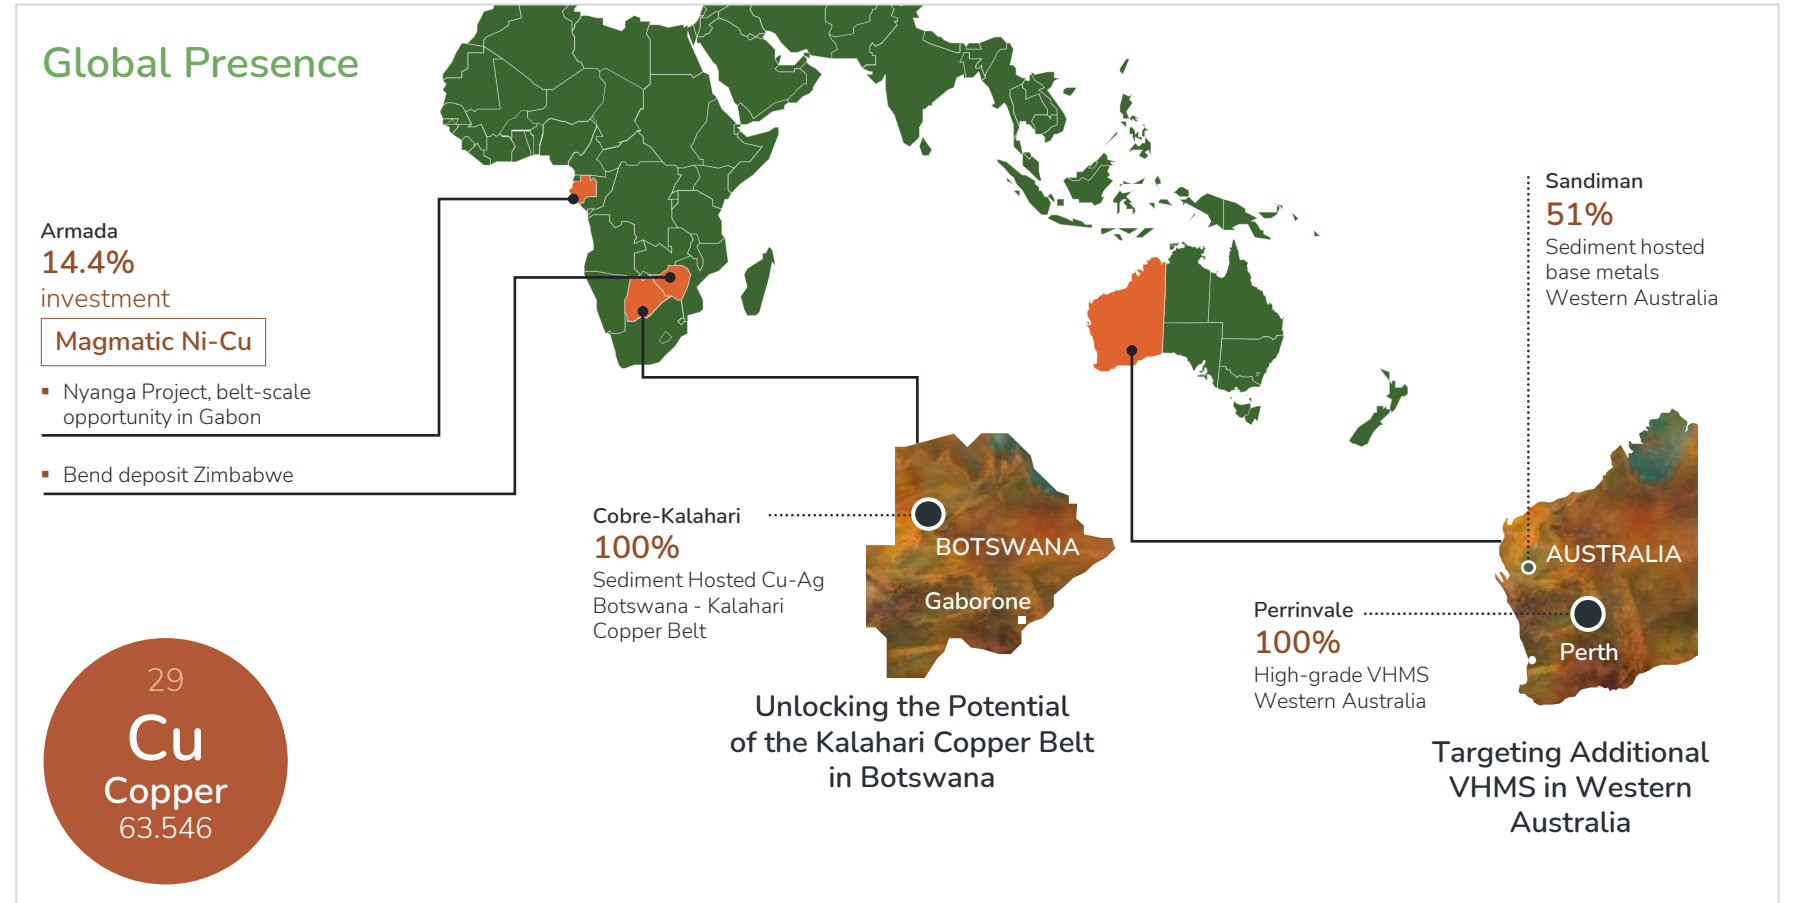 Global Presence
Armada
14.4%
investment
Magmatic Ni-Cu
Nyanga Project, belt-scale
opportunity in Gabon
Bend deposit Zimbabwe
29
Cu
Copper
63.546
Cobre-Kalahari
100%
Sediment Hosted Cu-Ag
Botswana - Kalahari
Copper Belt
BOTSWANA
Gaborone
Unlocking the Potential
of the Kalahari Copper Belt
in Botswana
Sandiman
51%
Sediment hosted
base metals
Western Australia
Perrinvale
100%
High-grade VHMS
Western Australia
AUSTRALIA
Perth
Targeting Additional
VHMS in Western
Australia